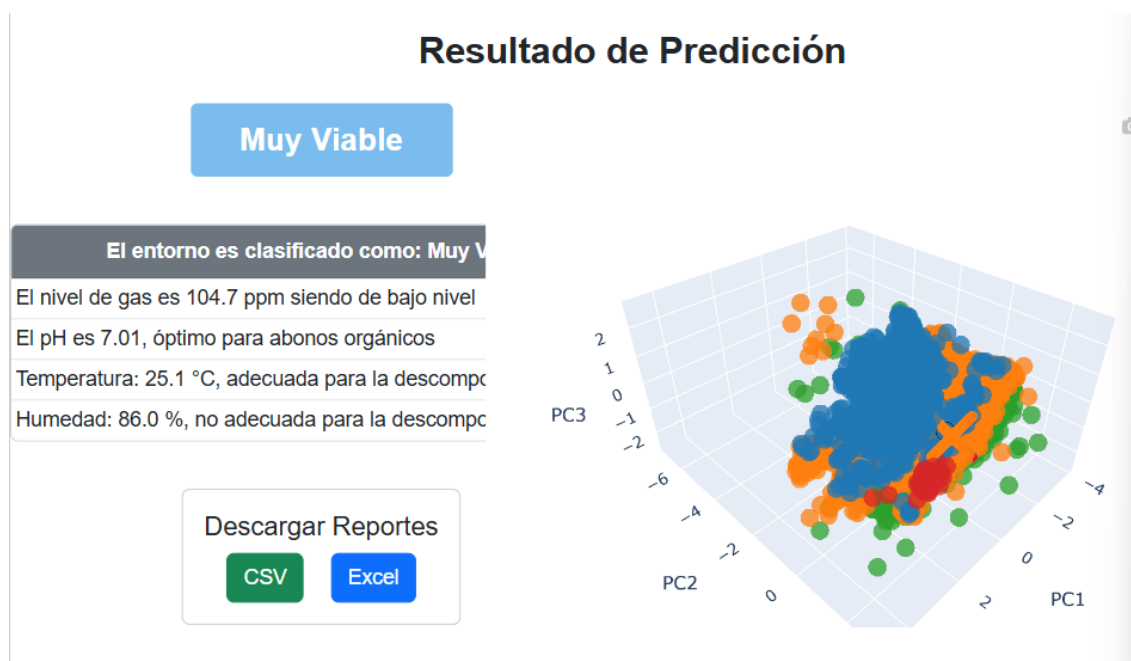 Resultado de Predicción
Muy Viable
El entorno es clasificado como: Muy V
El nivel de gas es 104.7 ppm siendo de bajo nivel
El pH es 7.01, óptimo para abonos orgánicos
Temperatura: 25.1 °C, adecuada para la descompo
Humedad: 86.0 %, no adecuada para la descompo
Descargar Reportes
CSV
Excel
2
1
0
−1
−2
PC3
−6
−4
−2
0
PC2
−4
−2
0
2
PC1